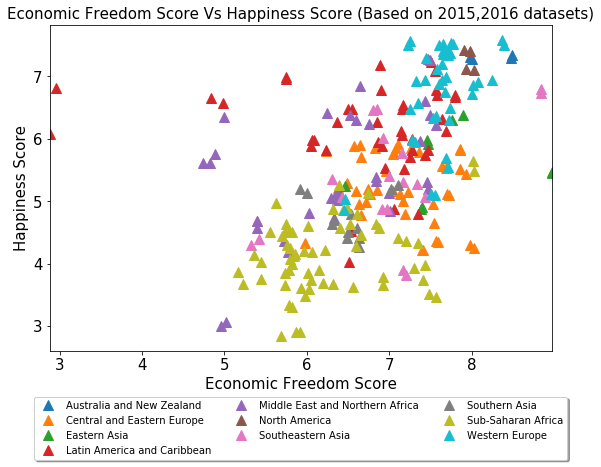 Economic Freedom Score Vs Happiness Score (Based on 2015,2016 datasets)
Happiness Score
7
6
5
4
3
3 4 5 6 7 8
Economic Freedom Score
Australia and New Zealand Middle East and Northern Africa Southern Asia
Central and Eastern Europe North America Sub-Saharan Africa
Eastern Asia Southeastern Asia Western Europe
Latin America and Caribbean